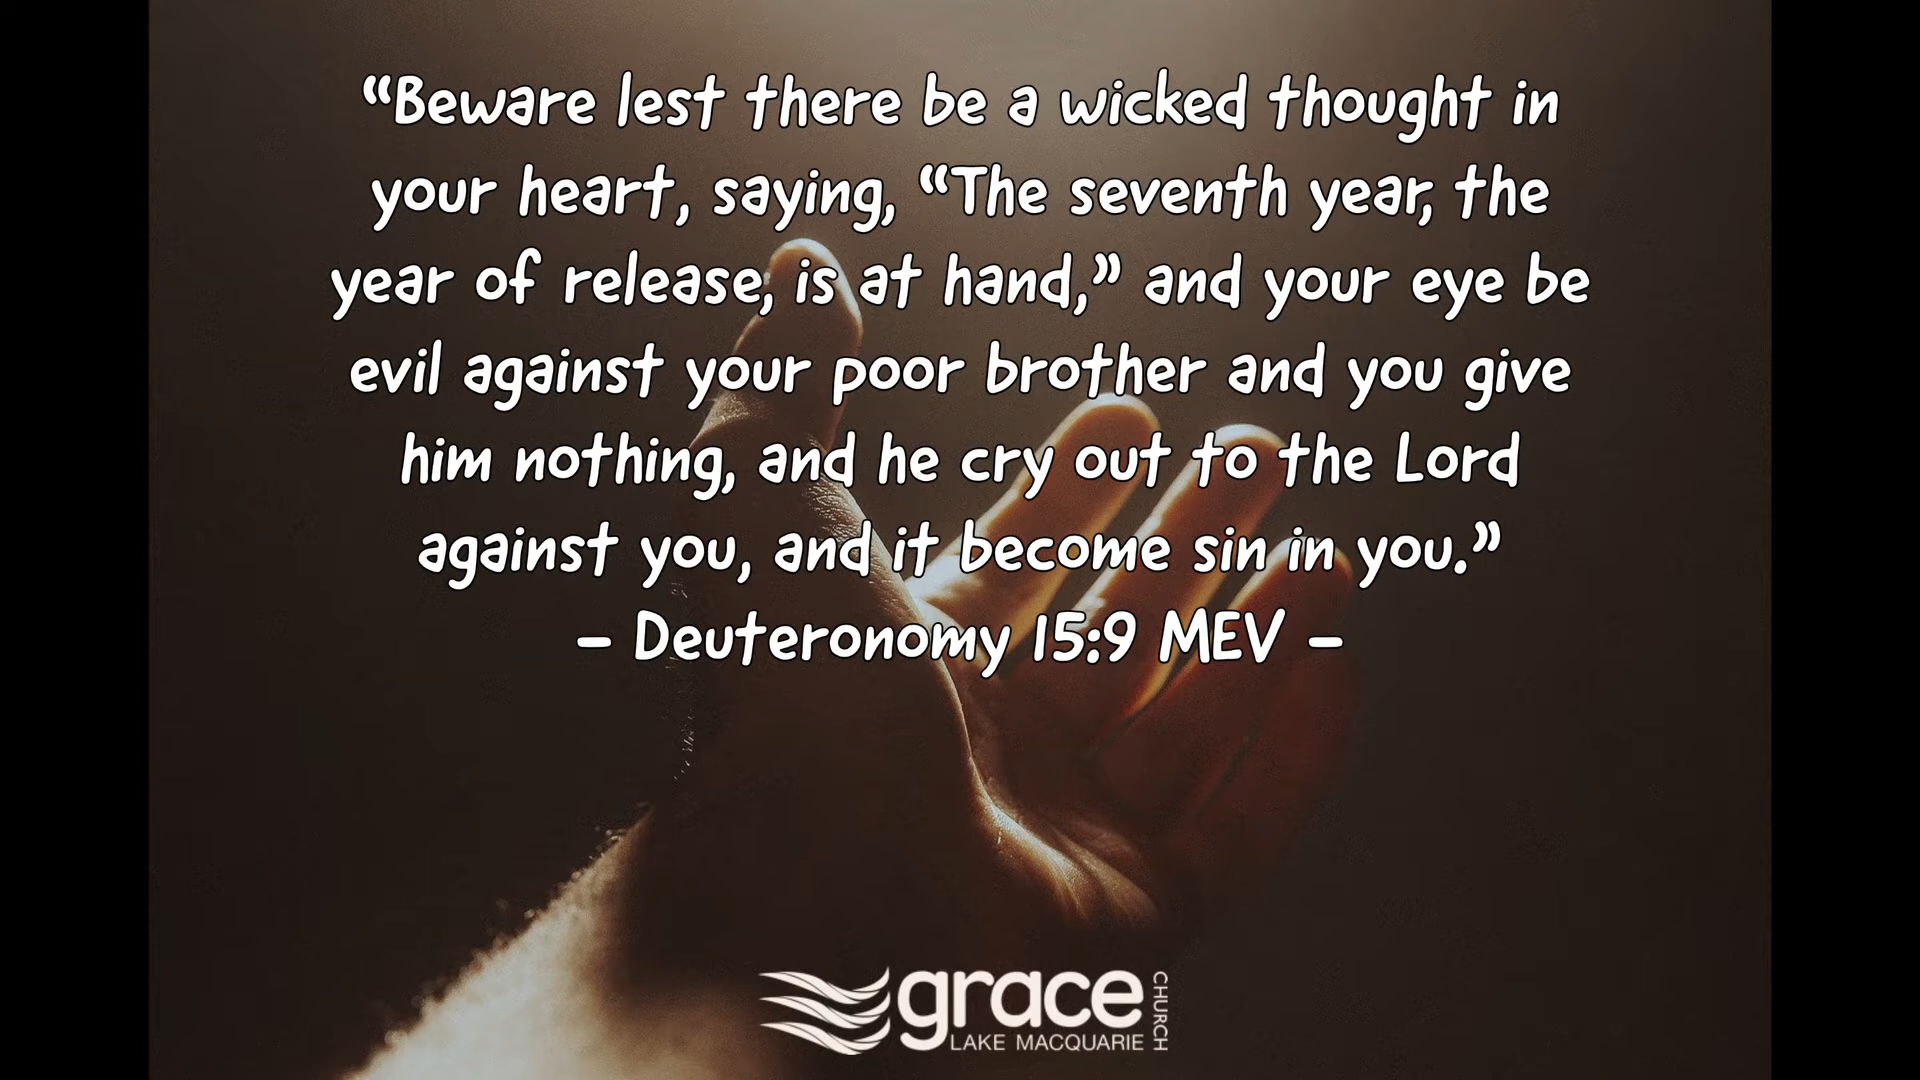 “Beware lest there be a wicked thought in
your heart, saying, “The seventh year, the
year of release, is at hand,” and your eye be
evil against your poor brother and you give
him nothing, and he cry out to the Lord
against you, and it become sin in you.”
– Deuteronomy 15:9 MEV –
grace
CHURCH
LAKE MACQUARIE